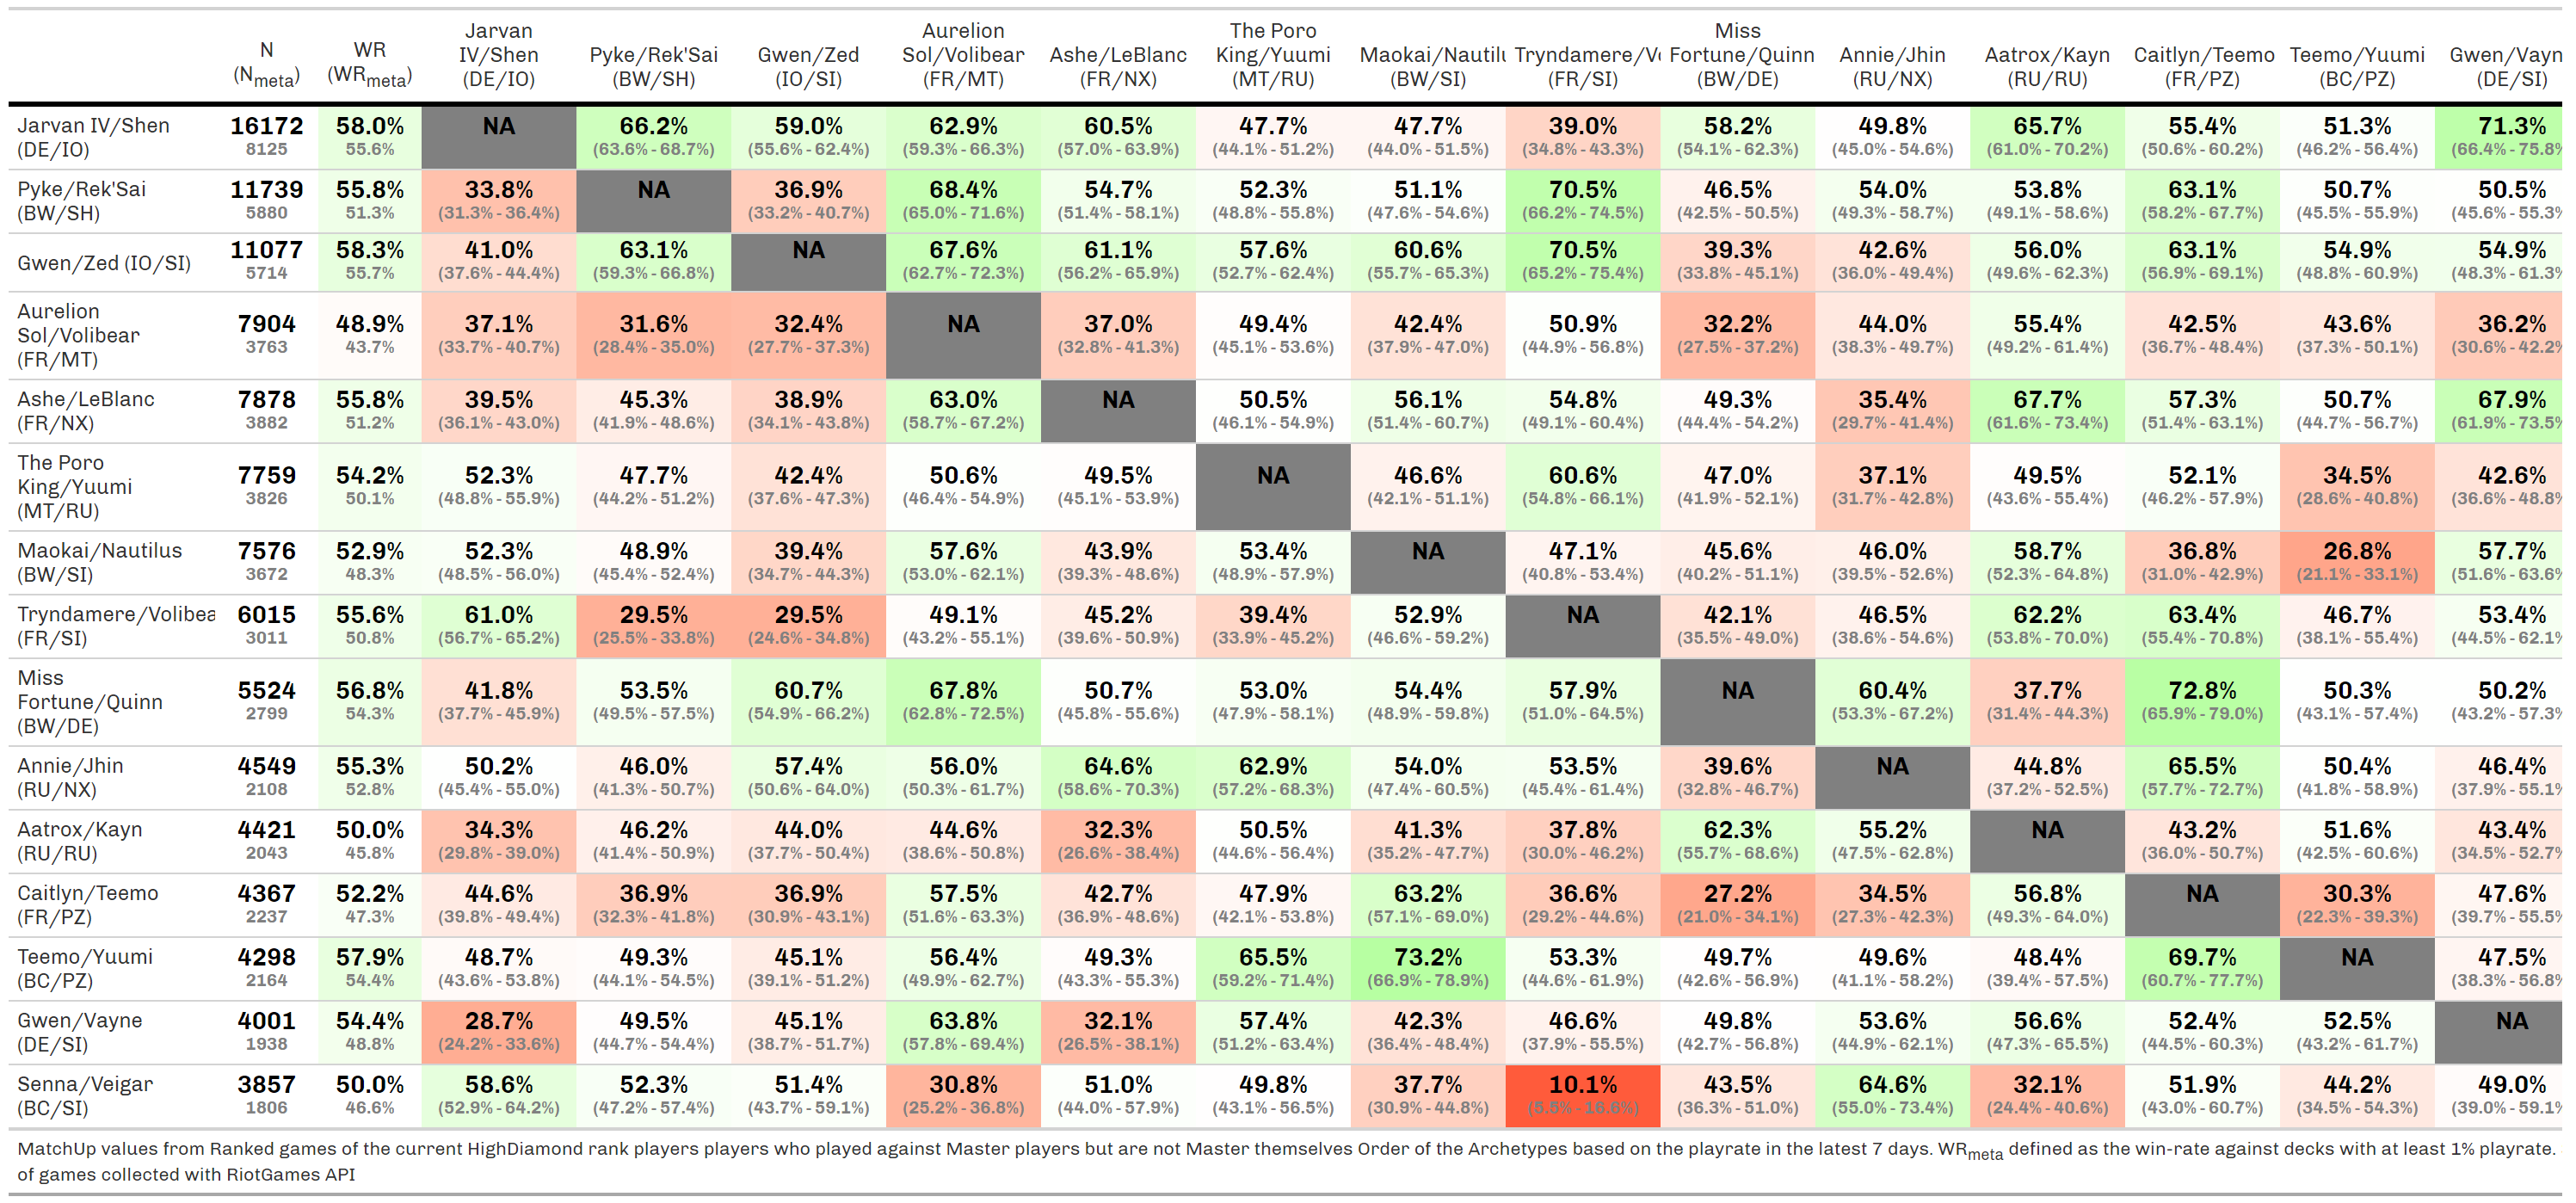 N (Nmeta) WR (WRmeta) Jarvan IV/Shen (DE/IO) Pyke/Rek'Sai (BW/SH) Gwen/Zed (IO/SI) Aurelion Sol/Volibear (FR/MT) Ashe/LeBlanc (FR/NX) The Poro King/Yuumi (MT/RU) Maokai/Nautilu (BW/SI) Tryndamere/Vo (FR/SI) Miss Fortune/Quinn (BW/DE) Annie/Jhin (RU/NX) Aatrox/Kayn (RU/RU) Caitlyn/Teemo (FR/PZ) Teemo/Yuumi (BC/PZ) Gwen/Vayn (DE/SI)
Jarvan IV/Shen 16172 58.0% NA 66.2% 59.0% 62.9% 60.5% 47.7% 47.7% 39.0% 58.2% 49.8% 65.7% 55.4% 51.3% 71.3%
(DE/IO) 8125 55.6% (63.6% - 68.7%) (55.6% - 62.4%) (59.3% - 66.3%) (57.0% - 63.9%) (44.1% - 51.2%) (44.0% - 51.5%) (34.8% - 43.3%) (54.1% - 62.3%) (45.0% - 54.6%) (61.0% - 70.2%) (50.6% - 60.2%) (46.2% - 56.4%) (66.4% - 75.8%
Pyke/Rek'Sai 11739 55.8% 33.8% NA 36.9% 68.4% 54.7% 52.3% 51.1% 70.5% 46.5% 54.0% 53.8% 63.1% 50.7% 50.5%
(BW/SH) 5880 51.3% (31.3% - 36.4%) (33.2% - 40.7%) (65.0% - 71.6%) (51.4% - 58.1%) (48.8% - 55.8%) (47.6% - 54.6%) (66.2% - 74.5%) (42.5% - 50.5%) (49.3% - 58.7%) (49.1% - 58.6%) (58.2% - 67.7%) (45.5% - 55.9%) (45.6% - 55.3%
Gwen/Zed (IO/SI) 11077 58.3% 41.0% 63.1% NA 67.6% 61.1% 57.6% 60.6% 70.5% 39.3% 42.6% 56.0% 63.1% 54.9% 54.9%
5714 55.7% (37.6% - 44.4%) (59.3% - 66.8%) (62.7% - 72.3%) (56.2% - 65.9%) (52.7% - 62.4%) (55.7% - 65.3%) (65.2% - 75.4%) (33.8% - 45.1%) (36.0% - 49.4%) (49.6% - 62.3%) (56.9% - 69.1%) (48.8% - 60.9%) (48.3% - 61.3%
Aurelion
Sol/Volibear 7904 48.9% 37.1% 31.6% 32.4% NA 37.0% 49.4% 42.4% 50.9% 32.2% 44.0% 55.4% 42.5% 43.6% 36.2%
(FR/MT) 3763 43.7% (33.7% - 40.7%) (28.4% - 35.0%) (27.7% - 37.3%) (32.8% - 41.3%) (45.1% - 53.6%) (37.9% - 47.0%) (44.9% - 56.8%) (27.5% - 37.2%) (38.3% - 49.7%) (49.2% - 61.4%) (36.7% - 48.4%) (37.3% - 50.1%) (30.6% - 42.2%
Ashe/LeBlanc 7878 55.8% 39.5% 45.3% 38.9% 63.0% NA 50.5% 56.1% 54.8% 49.3% 35.4% 67.7% 57.3% 50.7% 67.9%
(FR/NX) 3882 51.2% (36.1% - 43.0%) (41.9% - 48.6%) (34.1% - 43.8%) (58.7% - 67.2%) (46.1% - 54.9%) (51.4% - 60.7%) (49.1% - 60.4%) (44.4% - 54.2%) (29.7% - 41.4%) (61.6% - 73.4%) (51.4% - 63.1%) (44.7% - 56.7%) (61.9% - 73.5%
The Poro
King/Yuumi 7759 54.2% 52.3% 47.7% 42.4% 50.6% 49.5% NA 46.6% 60.6% 47.0% 37.1% 49.5% 52.1% 34.5% 42.6%
(MT/RU) 3826 50.1% (48.8% - 55.9%) (44.2% - 51.2%) (37.6% - 47.3%) (46.4% - 54.9%) (45.1% - 53.9%) (42.1% - 51.1%) (54.8% - 66.1%) (41.9% - 52.1%) (31.7% - 42.8%) (43.6% - 55.4%) (46.2% - 57.9%) (28.6% - 40.8%) (36.6% - 48.8%
Maokai/Nautilus 7576 52.9% 52.3% 48.9% 39.4% 57.6% 43.9% 53.4% NA 47.1% 45.6% 46.0% 58.7% 36.8% 26.8% 57.7%
(BW/SI) 3672 48.3% (48.5% - 56.0%) (45.4% - 52.4%) (34.7% - 44.3%) (53.0% - 62.1%) (39.3% - 48.6%) (48.9% - 57.9%) (40.8% - 53.4%) (40.2% - 51.1%) (39.5% - 52.6%) (52.3% - 64.8%) (31.0% - 42.9%) (21.1% - 33.1%) (51.6% - 63.6%
Tryndamere/Volibea 6015 55.6% 61.0% 29.5% 29.5% 49.1% 45.2% 39.4% 52.9% NA 42.1% 46.5% 62.2% 63.4% 46.7% 53.4%
(FR/SI) 3011 50.8% (56.7% - 65.2%) (25.5% - 33.8%) (24.6% - 34.8%) (43.2% - 55.1%) (39.6% - 50.9%) (33.9% - 45.2%) (46.6% - 59.2%) (35.5% - 49.0%) (38.6% - 54.6%) (53.8% - 70.0%) (55.4% - 70.8%) (38.1% - 55.4%) (44.5% - 62.1%
Miss
Fortune/Quinn 5524 56.8% 41.8% 53.5% 60.7% 67.8% 50.7% 53.0% 54.4% 57.9% NA 60.4% 37.7% 72.8% 50.3% 50.2%
(BW/DE) 2799 54.3% (37.7% - 45.9%) (49.5% - 57.5%) (54.9% - 66.2%) (62.8% - 72.5%) (45.8% - 55.6%) (47.9% - 58.1%) (48.9% - 59.8%) (51.0% - 64.5%) (53.3% - 67.2%) (31.4% - 44.3%) (65.9% - 79.0%) (43.1% - 57.4%) (43.2% - 57.3%
Annie/Jhin 4549 55.3% 50.2% 46.0% 57.4% 56.0% 64.6% 62.9% 54.0% 53.5% 39.6% NA 44.8% 65.5% 50.4% 46.4%
(RU/NX) 2108 52.8% (45.4% - 55.0%) (41.3% - 50.7%) (50.6% - 64.0%) (50.3% - 61.7%) (58.6% - 70.3%) (57.2% - 68.3%) (47.4% - 60.5%) (45.4% - 61.4%) (32.8% - 46.7%) (37.2% - 52.5%) (57.7% - 72.7%) (41.8% - 58.9%) (37.9% - 55.1%
Aatrox/Kayn 4421 50.0% 34.3% 46.2% 44.0% 44.6% 32.3% 50.5% 41.3% 37.8% 62.3% 55.2% NA 43.2% 51.6% 43.4%
(RU/RU) 2043 45.8% (29.8% - 39.0%) (41.4% - 50.9%) (37.7% - 50.4%) (38.6% - 50.8%) (26.6% - 38.4%) (44.6% - 56.4%) (35.2% - 47.7%) (30.0% - 46.2%) (55.7% - 68.6%) (47.5% - 62.8%) (36.0% - 50.7%) (42.5% - 60.6%) (34.5% - 52.7%
Caitlyn/Teemo 4367 52.2% 44.6% 36.9% 36.9% 57.5% 42.7% 47.9% 63.2% 36.6% 27.2% 34.5% 56.8% NA 30.3% 47.6%
(FR/PZ) 2237 47.3% (39.8% - 49.4%) (32.3% - 41.8%) (30.9% - 43.1%) (51.6% - 63.3%) (36.9% - 48.6%) (42.1% - 53.8%) (57.1% - 69.0%) (29.2% - 44.6%) (21.0% - 34.1%) (27.3% - 42.3%) (49.3% - 64.0%) (22.3% - 39.3%) (39.7% - 55.5%
Teemo/Yuumi 4298 57.9% 48.7% 49.3% 45.1% 56.4% 49.3% 65.5% 73.2% 53.3% 49.7% 49.6% 48.4% 69.7% NA 47.5%
(BC/PZ) 2164 54.4% (43.6% - 53.8%) (44.1% - 54.5%) (39.1% - 51.2%) (49.9% - 62.7%) (43.3% - 55.3%) (59.2% - 71.4%) (66.9% - 78.9%) (44.6% - 61.9%) (42.6% - 56.9%) (41.1% - 58.2%) (39.4% - 57.5%) (60.7% - 77.7%) (38.3% - 56.8%
Gwen/Vayne 4001 54.4% 28.7% 49.5% 45.1% 63.8% 32.1% 57.4% 42.3% 46.6% 49.8% 53.6% 56.6% 52.4% 52.5% NA
(DE/SI) 1938 48.8% (24.2% - 33.6%) (44.7% - 54.4%) (38.7% - 51.7%) (57.8% - 69.4%) (26.5% - 38.1%) (51.2% - 63.4%) (36.4% - 48.4%) (37.9% - 55.5%) (42.7% - 56.8%) (44.9% - 62.1%) (47.3% - 65.5%) (44.5% - 60.3%) (43.2% - 61.7%)
Senna/Veigar 3857 50.0% 58.6% 52.3% 51.4% 30.8% 51.0% 49.8% 37.7% 10.1% 43.5% 64.6% 32.1% 51.9% 44.2% 49.0%
(BC/SI) 1806 46.6% (52.9% - 64.2%) (47.2% - 57.4%) (43.7% - 59.1%) (25.2% - 36.8%) (44.0% - 57.9%) (43.1% - 56.5%) (30.9% - 44.8%) (5.5% - 16.6%) (36.3% - 51.0%) (55.0% - 73.4%) (24.4% - 40.6%) (43.0% - 60.7%) (34.5% - 54.3%) (39.0% - 59.1%
MatchUp values from Ranked games of the current HighDiamond rank players players who played against Master players but are not Master themselves Order of the Archetypes based on the playrate in the latest 7 days. WRmeta defined as the win-rate against decks with at least 1% playrate.
of games collected with RiotGames API